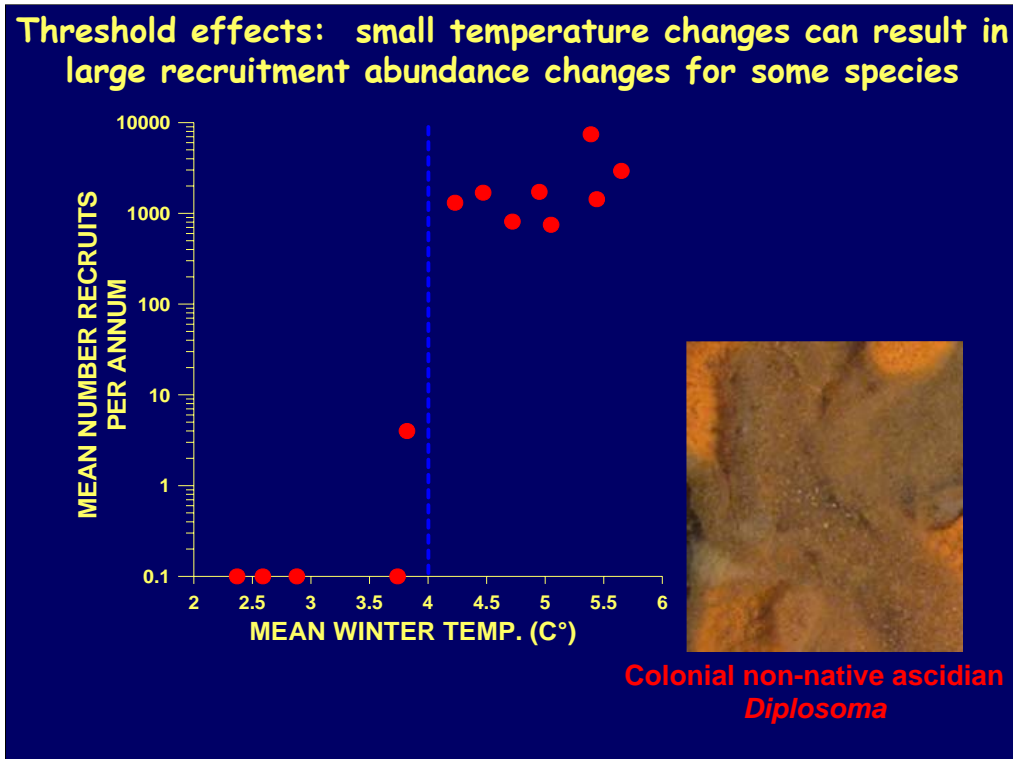 Threshold effects: small temperature changes can result in
large recruitment abundance changes for some species
10000
1000
100
10
1
0.1
MEAN NUMBER RECRUITS
PER ANNUM
2 2.5 3 3.5 4 4.5 5 5.5 6
MEAN WINTER TEMP. (C°)
Colonial non-native ascidian
Diplosoma